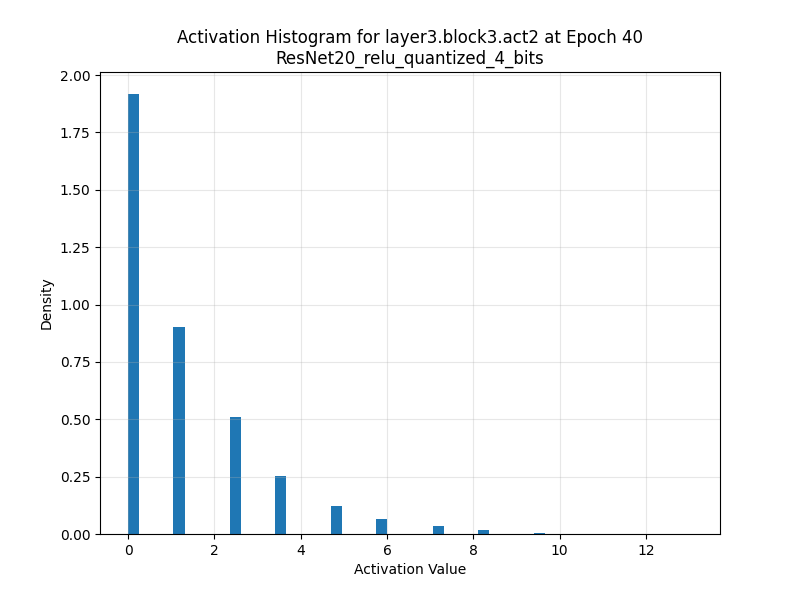 Activation Histogram for layer3.block3.act2 at Epoch 40
ResNet20_relu_quantized_4_bits
2.00
1.75
1.50
1.25
1.00
0.75
0.50
0.25
0.00
Density
0 2 4 6 8 10 12
Activation Value